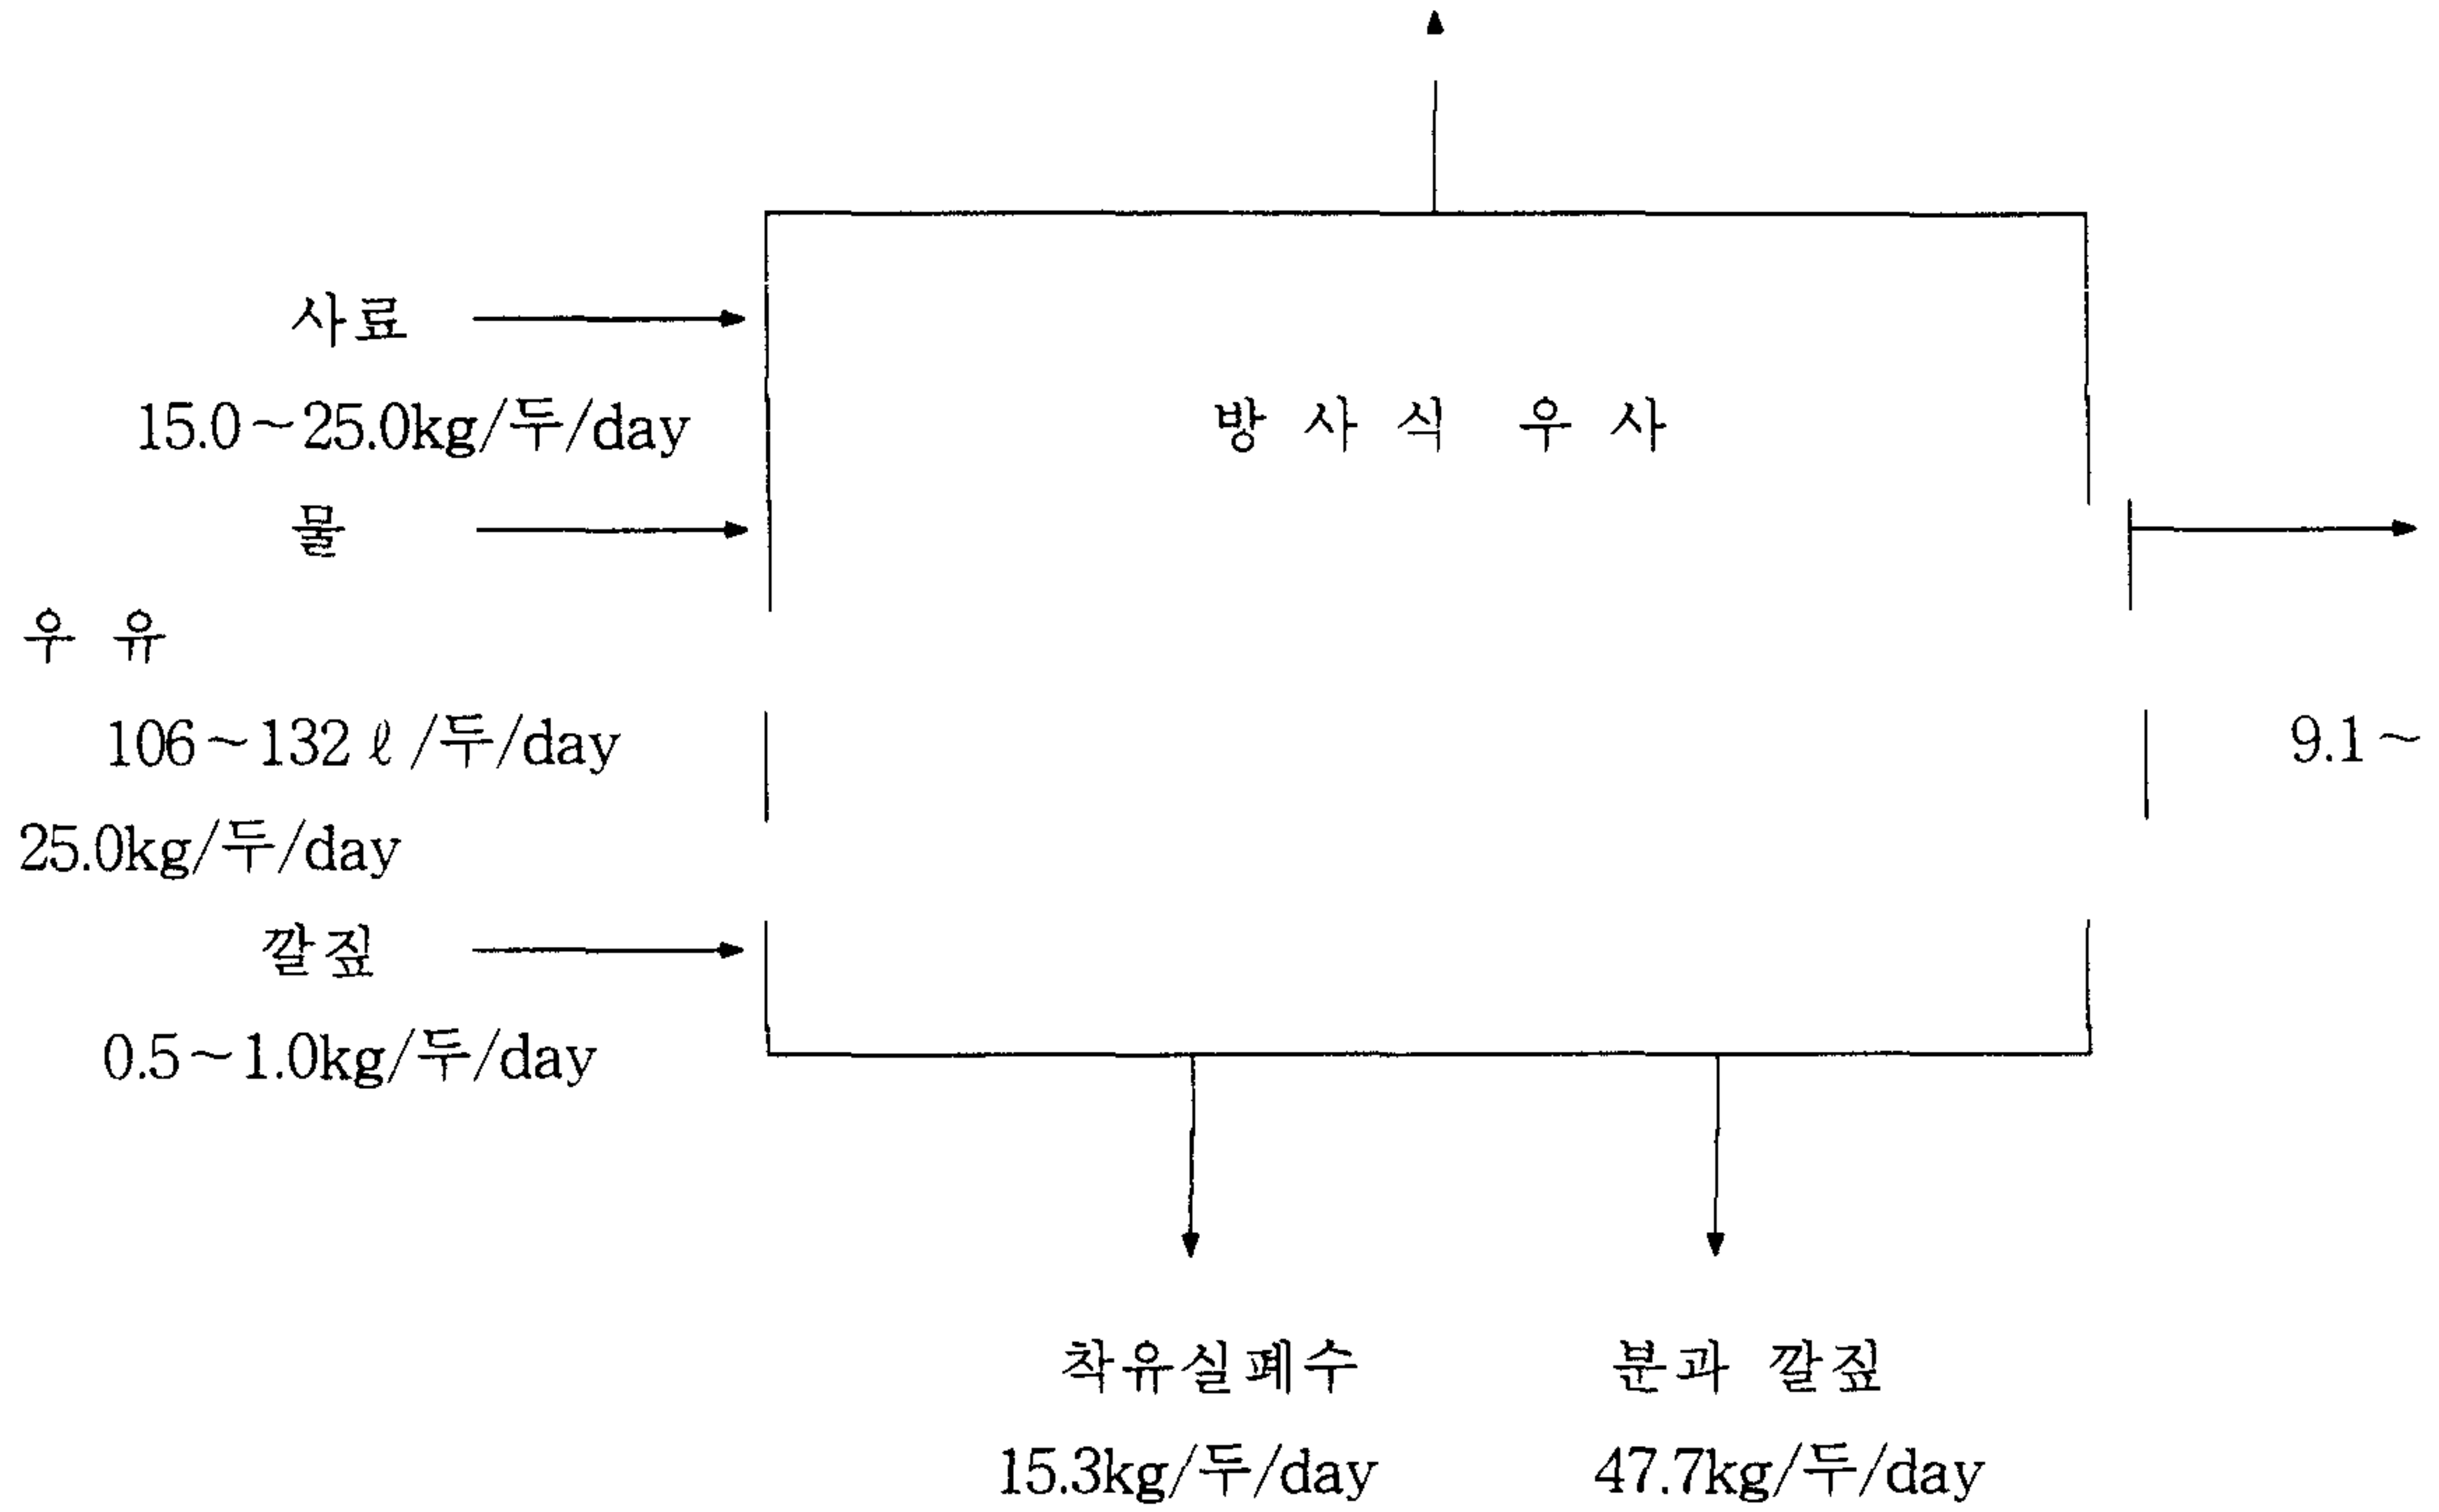 사료
15.0~25.0kg/두/day
방 사 식 우 사
물
우 유
106~132 ℓ /두/day
9.1~
25.0kg/두/day
깔짚
0.5~1.0kg/두/day
착유실폐수
분과 깔짚
15.3kg/두/day
47.7kg/두/day